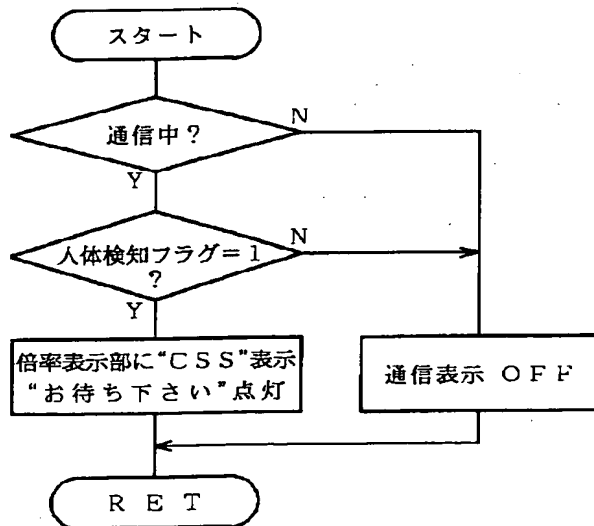 スタート
通信中？
N
Y
人体検知フラグ＝１
？
N
Y
倍率表示部に“ＣＳＳ”表示
“お待ち下さい”点灯
通信表示 ＯＦＦ
Ｒ Ｅ Ｔ